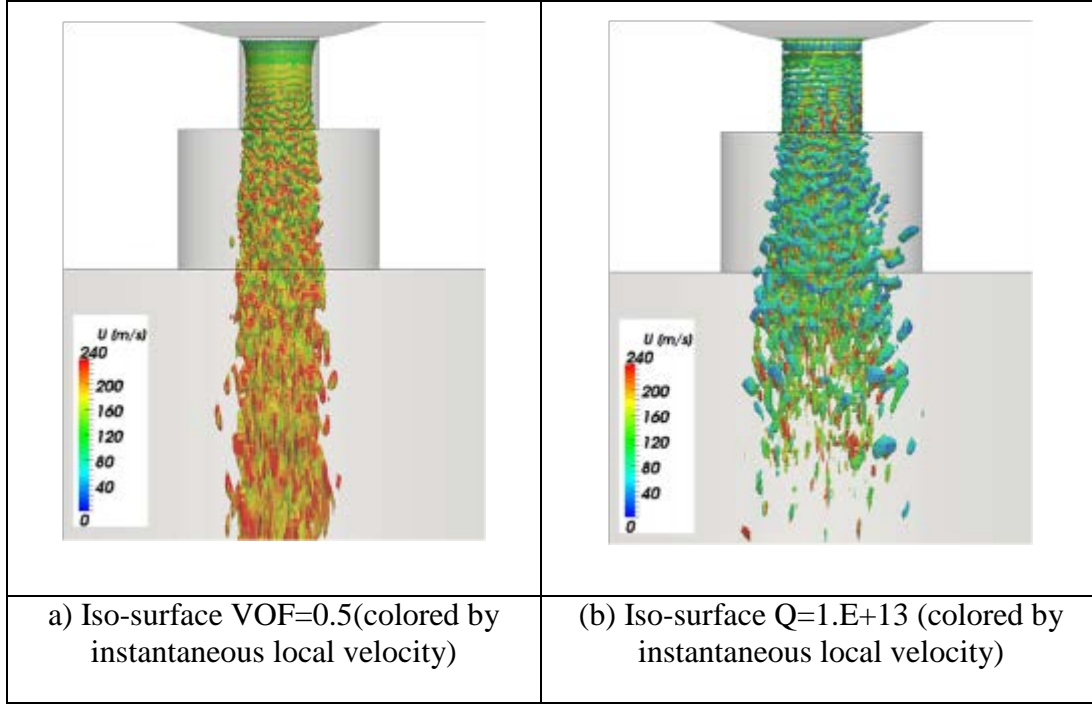 U (m/s)
240
200
160
120
80
40
0
U (m/s)
240
200
160
120
80
40
0
a) Iso-surface VOF=0.5(colored by
instantaneous local velocity)
(b) Iso-surface Q=1.E+13 (colored by
instantaneous local velocity)